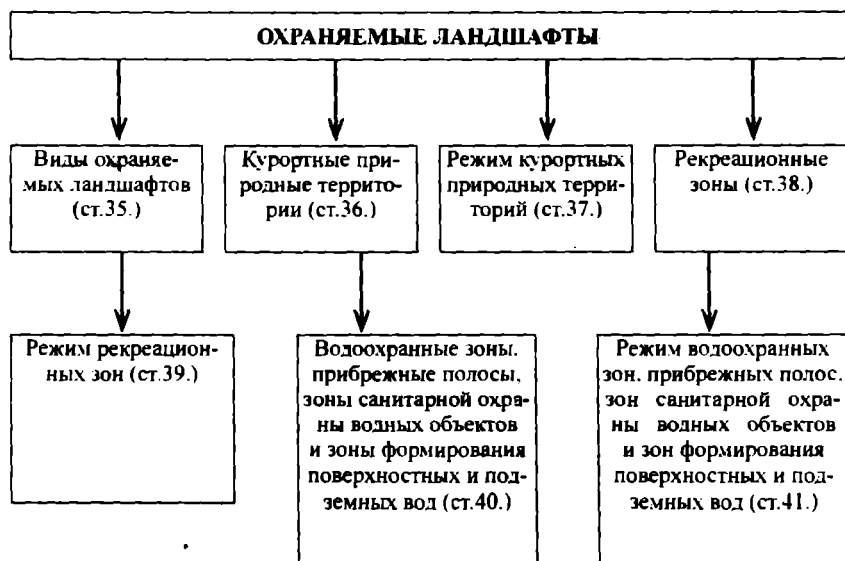 ОХРАНЯЕМЫЕ ЛАНДШАФТЫ
Виды охраняе-
мых ландшафтов
(ст.35.)
Курортные при-
родные террито-
рии (ст.36.)
Режим курортных
природных терри-
торий (ст.37.)
Рекреационные
зоны (ст.38.)
Режим рекреацион-
ных зон (ст.39.)
Водоохранные зоны.
прибрежные полосы,
зоны санитарной охра-
ны водных объектов
и зоны формирования
поверхностных и под-
земных вод (ст.40.)
Режим водоохранных
зон. прибрежных полос.
зон санитарной охра-
ны водных объектов
и зон формирования
поверхностных и под-
земных вод (ст.41.)